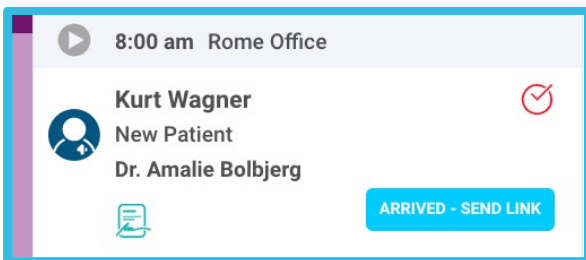 8:00 am Rome Office
Kurt Wagner
New Patient
Dr. Amalie Bolbjerg
ARRIVED - SEND LINK